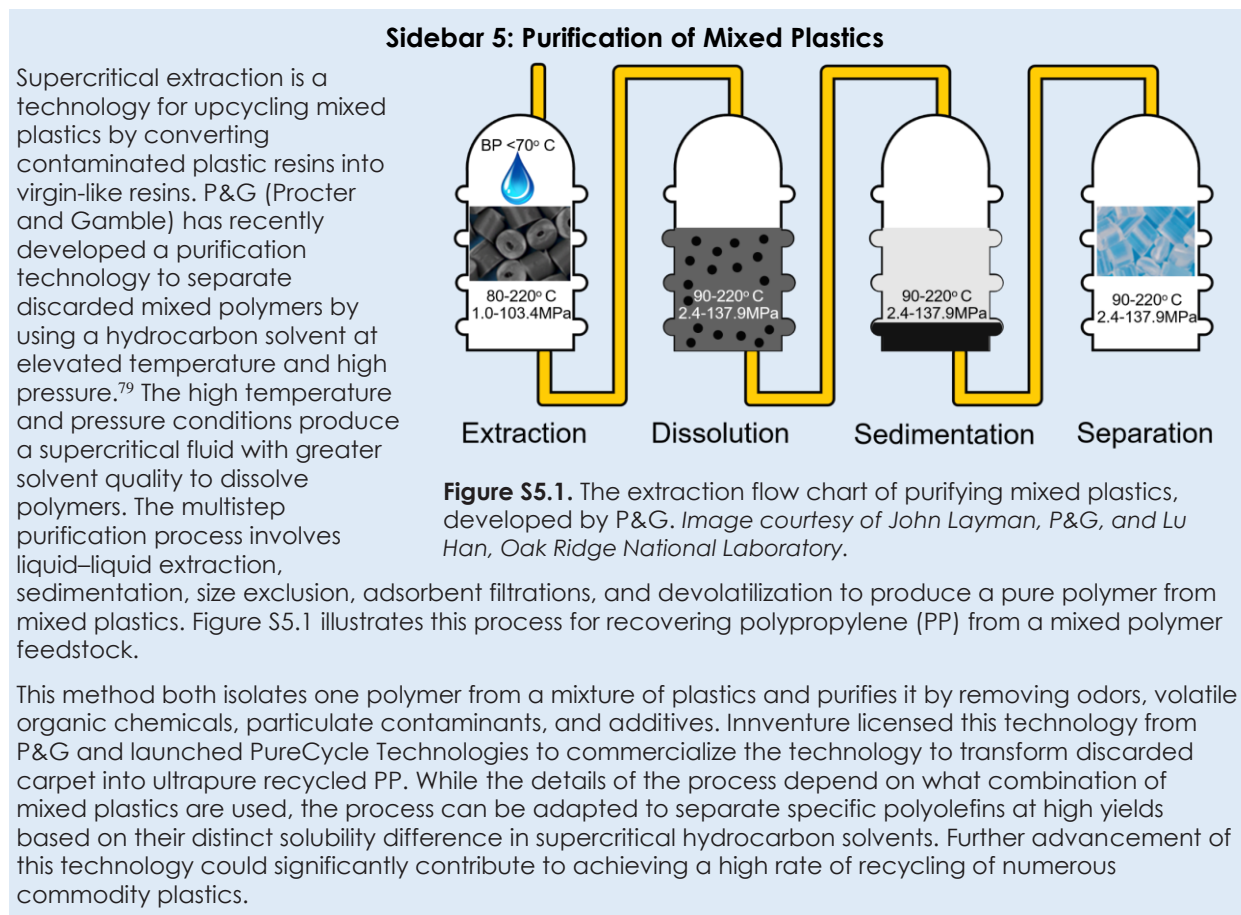 Sidebar 5: Purification of Mixed Plastics
Supercritical extraction is a
technology for upcycling mixed
plastics by converting
contaminated plastic resins into
virgin-like resins. P&G (Procter
and Gamble) has recently
developed a purification
technology to separate
discarded mixed polymers by
using a hydrocarbon solvent at
elevated temperature and high
pressure.⁷⁹ The high temperature
and pressure conditions produce
a supercritical fluid with greater
solvent quality to dissolve
polymers. The multistep
purification process involves
liquid–liquid extraction,
BP <70° C
80-220° C
1.0-103.4MPa
90-220° C
2.4-137.9MPa
90-220° C
2.4-137.9MPa
90-220° C
2.4-137.9MPa
Extraction Dissolution Sedimentation Separation
Figure S5.1. The extraction flow chart of purifying mixed plastics,
developed by P&G. Image courtesy of John Layman, P&G, and Lu
Han, Oak Ridge National Laboratory.
sedimentation, size exclusion, adsorbent filtrations, and devolatilization to produce a pure polymer from
mixed plastics. Figure S5.1 illustrates this process for recovering polypropylene (PP) from a mixed polymer
feedstock.
This method both isolates one polymer from a mixture of plastics and purifies it by removing odors, volatile
organic chemicals, particulate contaminants, and additives. Innventure licensed this technology from
P&G and launched PureCycle Technologies to commercialize the technology to transform discarded
carpet into ultrapure recycled PP. While the details of the process depend on what combination of
mixed plastics are used, the process can be adapted to separate specific polyolefins at high yields
based on their distinct solubility difference in supercritical hydrocarbon solvents. Further advancement of
this technology could significantly contribute to achieving a high rate of recycling of numerous
commodity plastics.